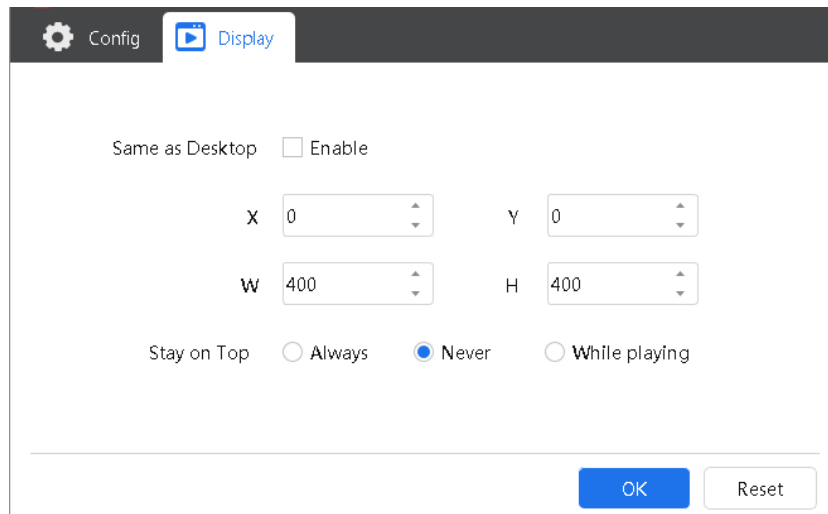 Config Display
Same as Desktop Enable
X 0 Y 0
W 400 H 400
Stay on Top Always Never While playing
OK Reset